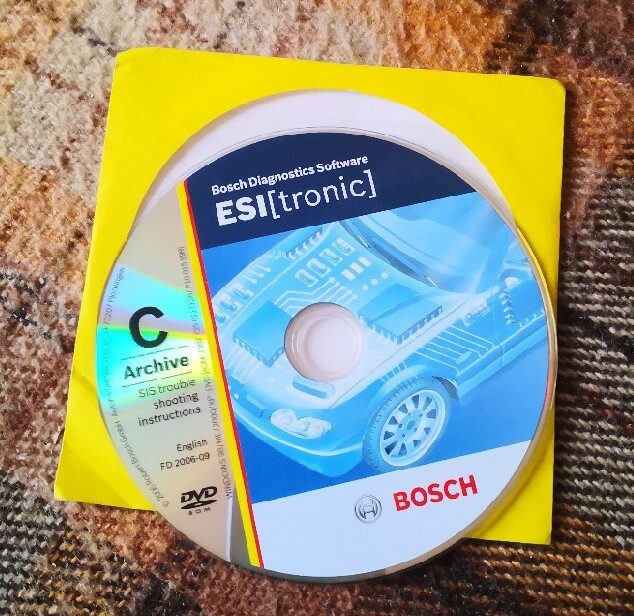 Bosch Diagnostics Software
ESI[tronic]
C
Archive
SIS trouble
shooting
instructions
English
FD 2006-09
DVD
ROM
BOSCH